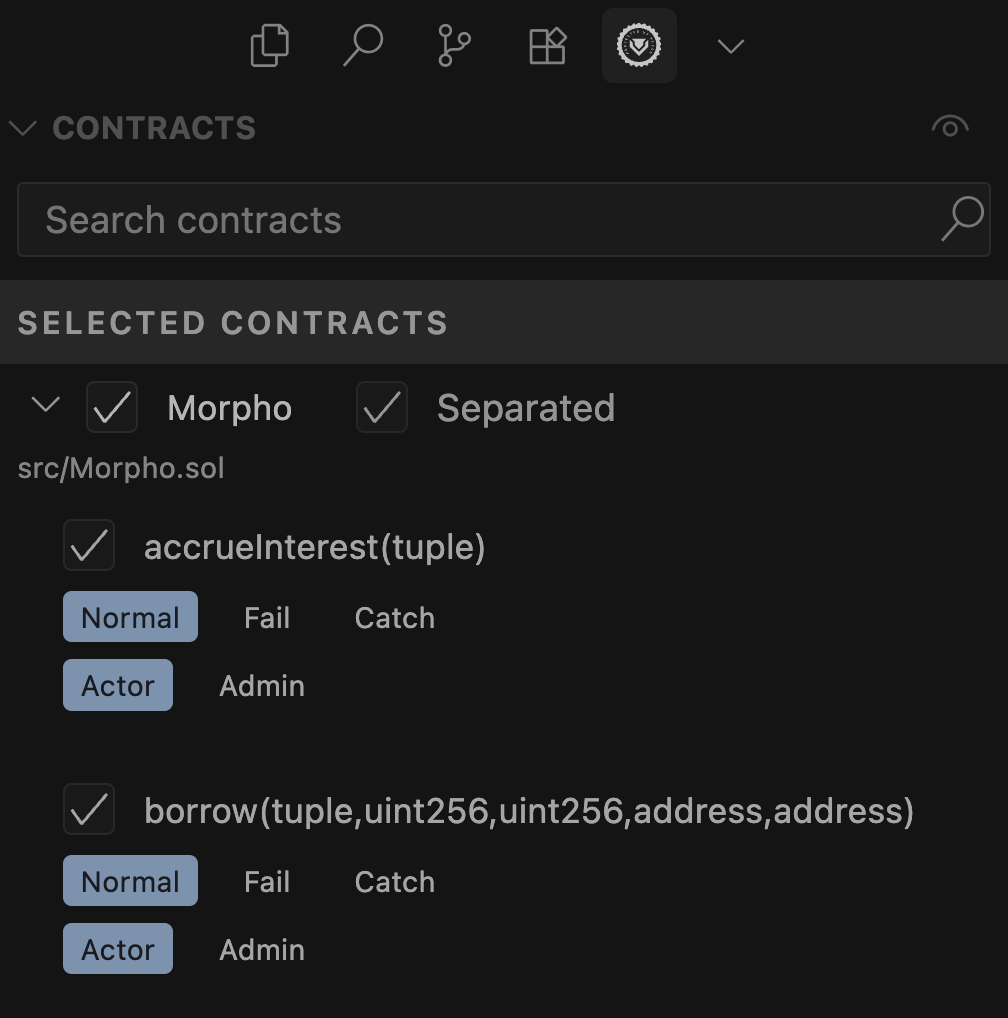 CONTRACTS
Search contracts
SELECTED CONTRACTS
Morpho Separated
src/Morpho.sol
accrueInterest(tuple)
Normal Fail Catch
Actor Admin
borrow(tuple,uint256,uint256,address,address)
Normal Fail Catch
Actor Admin